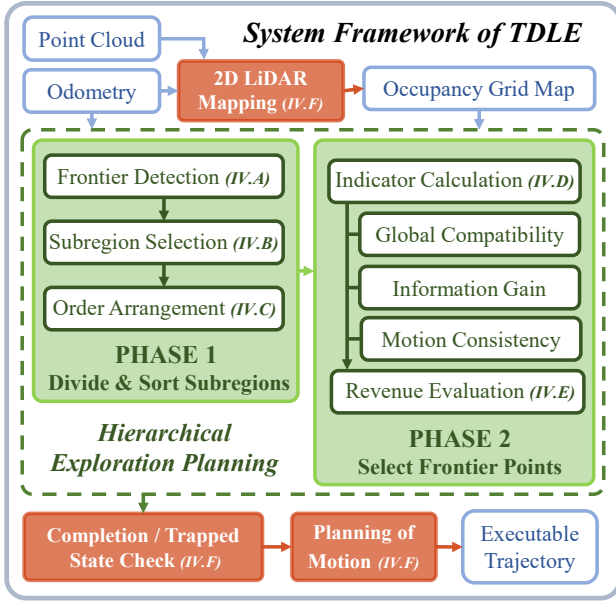 System Framework of TDLE
Point Cloud
Odometry
2D LiDAR
Mapping (IV.F)
Occupancy Grid Map
Frontier Detection (IV.A)
Subregion Selection (IV.B)
Order Arrangement (IV.C)
PHASE 1
Divide & Sort Subregions
Indicator Calculation (IV.D)
Global Compatibility
Information Gain
Motion Consistency
Revenue Evaluation (IV.E)
PHASE 2
Select Frontier Points
Hierarchical
Exploration Planning
Completion / Trapped
State Check (IV.F)
Planning of
Motion (IV.F)
Executable
Trajectory